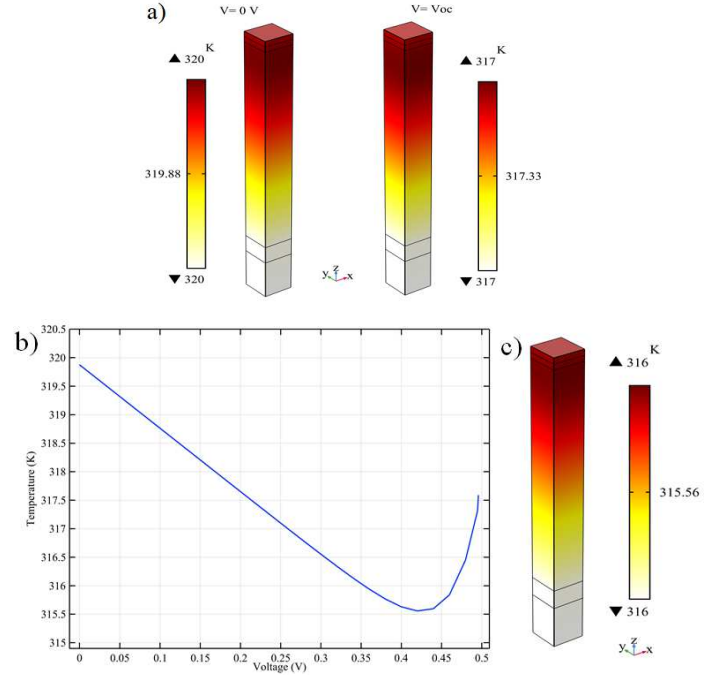 a)
V= 0 V
V= Voc
K
▲ 320
319.88
▼ 320
K
▲ 317
317.33
▼ 317
y z x
b)
320.5
320
319.5
319
318.5
318
317.5
317
316.5
316
315.5
315
Temperature (K)
0 0.05 0.1 0.15 0.2 0.25 0.3 0.35 0.4 0.45 0.5
Voltage (V)
c)
K
▲ 316
315.56
▼ 316
y z x